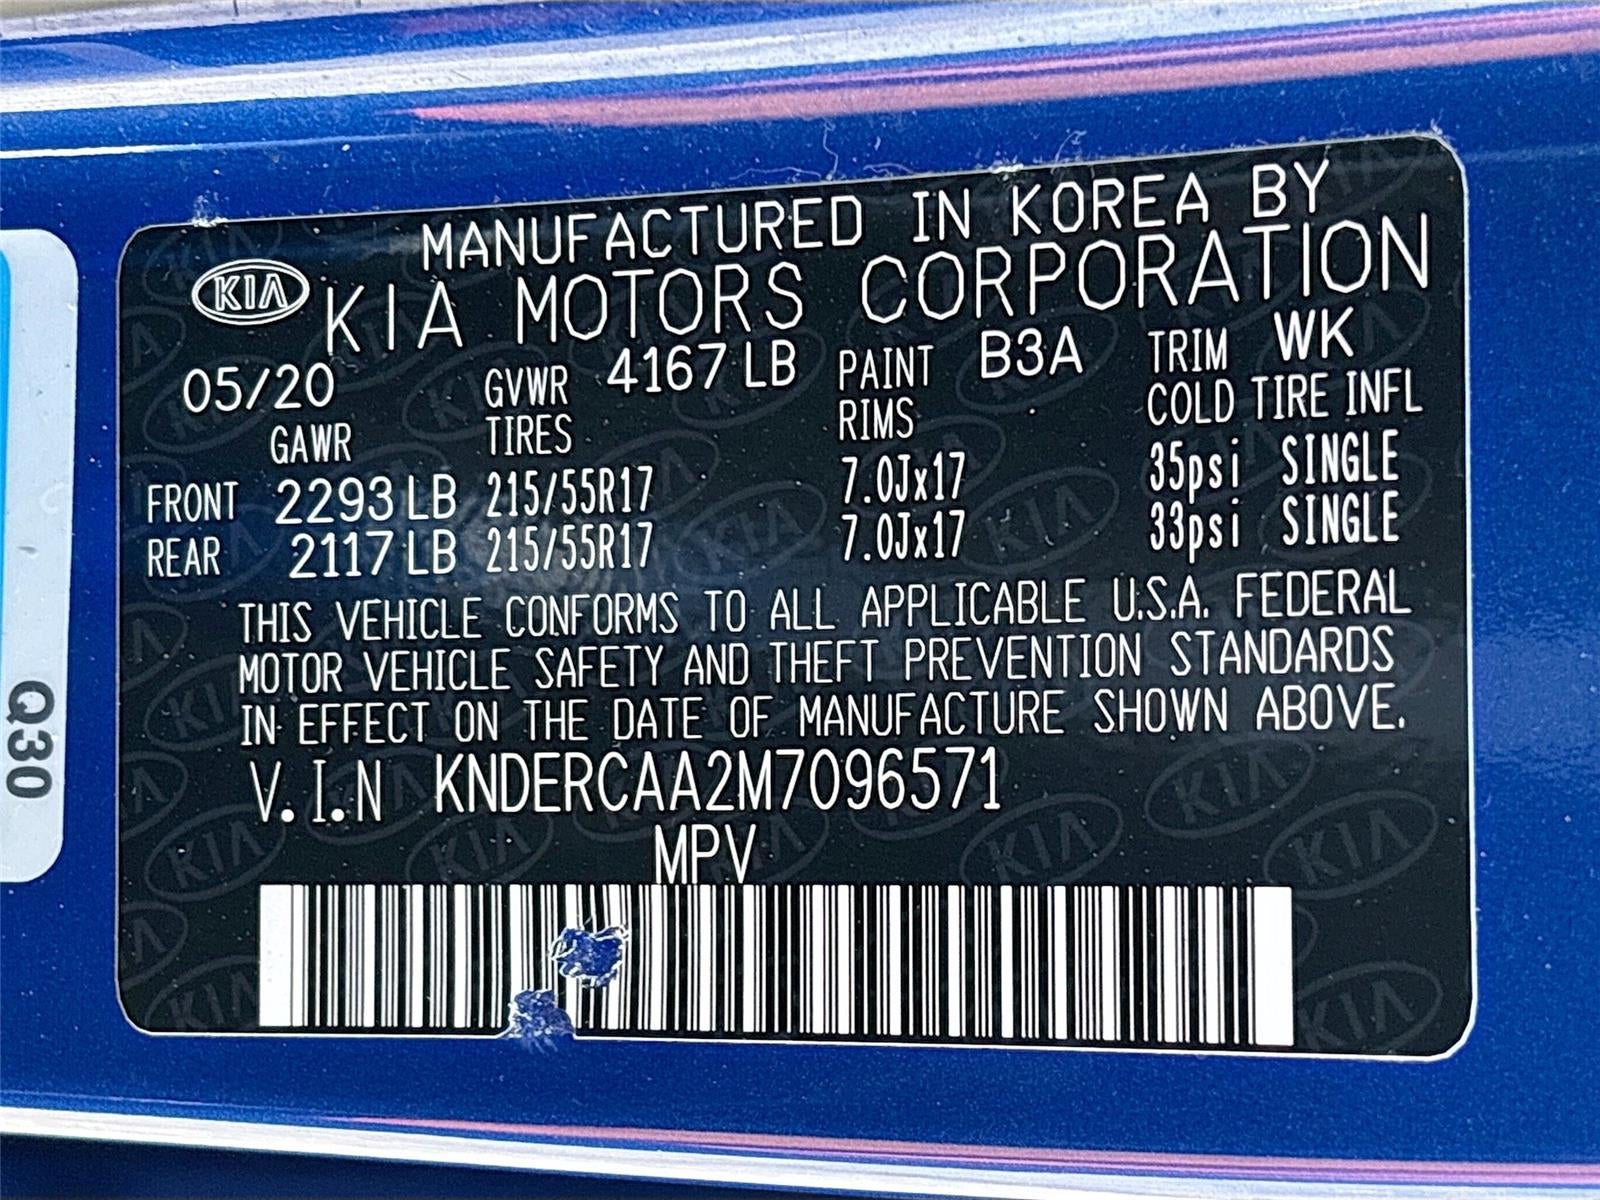 MANUFACTURED IN KOREA BY
KIA KIA MOTORS CORPORATION
05/20 GVWR 4167 LB PAINT B3A TRIM WK
GAWR TIRES RIMS COLD TIRE INFL
FRONT 2293 LB 215/55R17 7.0Jx17 35psi SINGLE
REAR 2117 LB 215/55R17 7.0Jx17 33psi SINGLE
THIS VEHICLE CONFORMS TO ALL APPLICABLE U.S.A. FEDERAL
MOTOR VEHICLE SAFETY AND THEFT PREVENTION STANDARDS
IN EFFECT ON THE DATE OF MANUFACTURE SHOWN ABOVE.
V.I.N KNDERCAA2M7096571
MPV
Q30